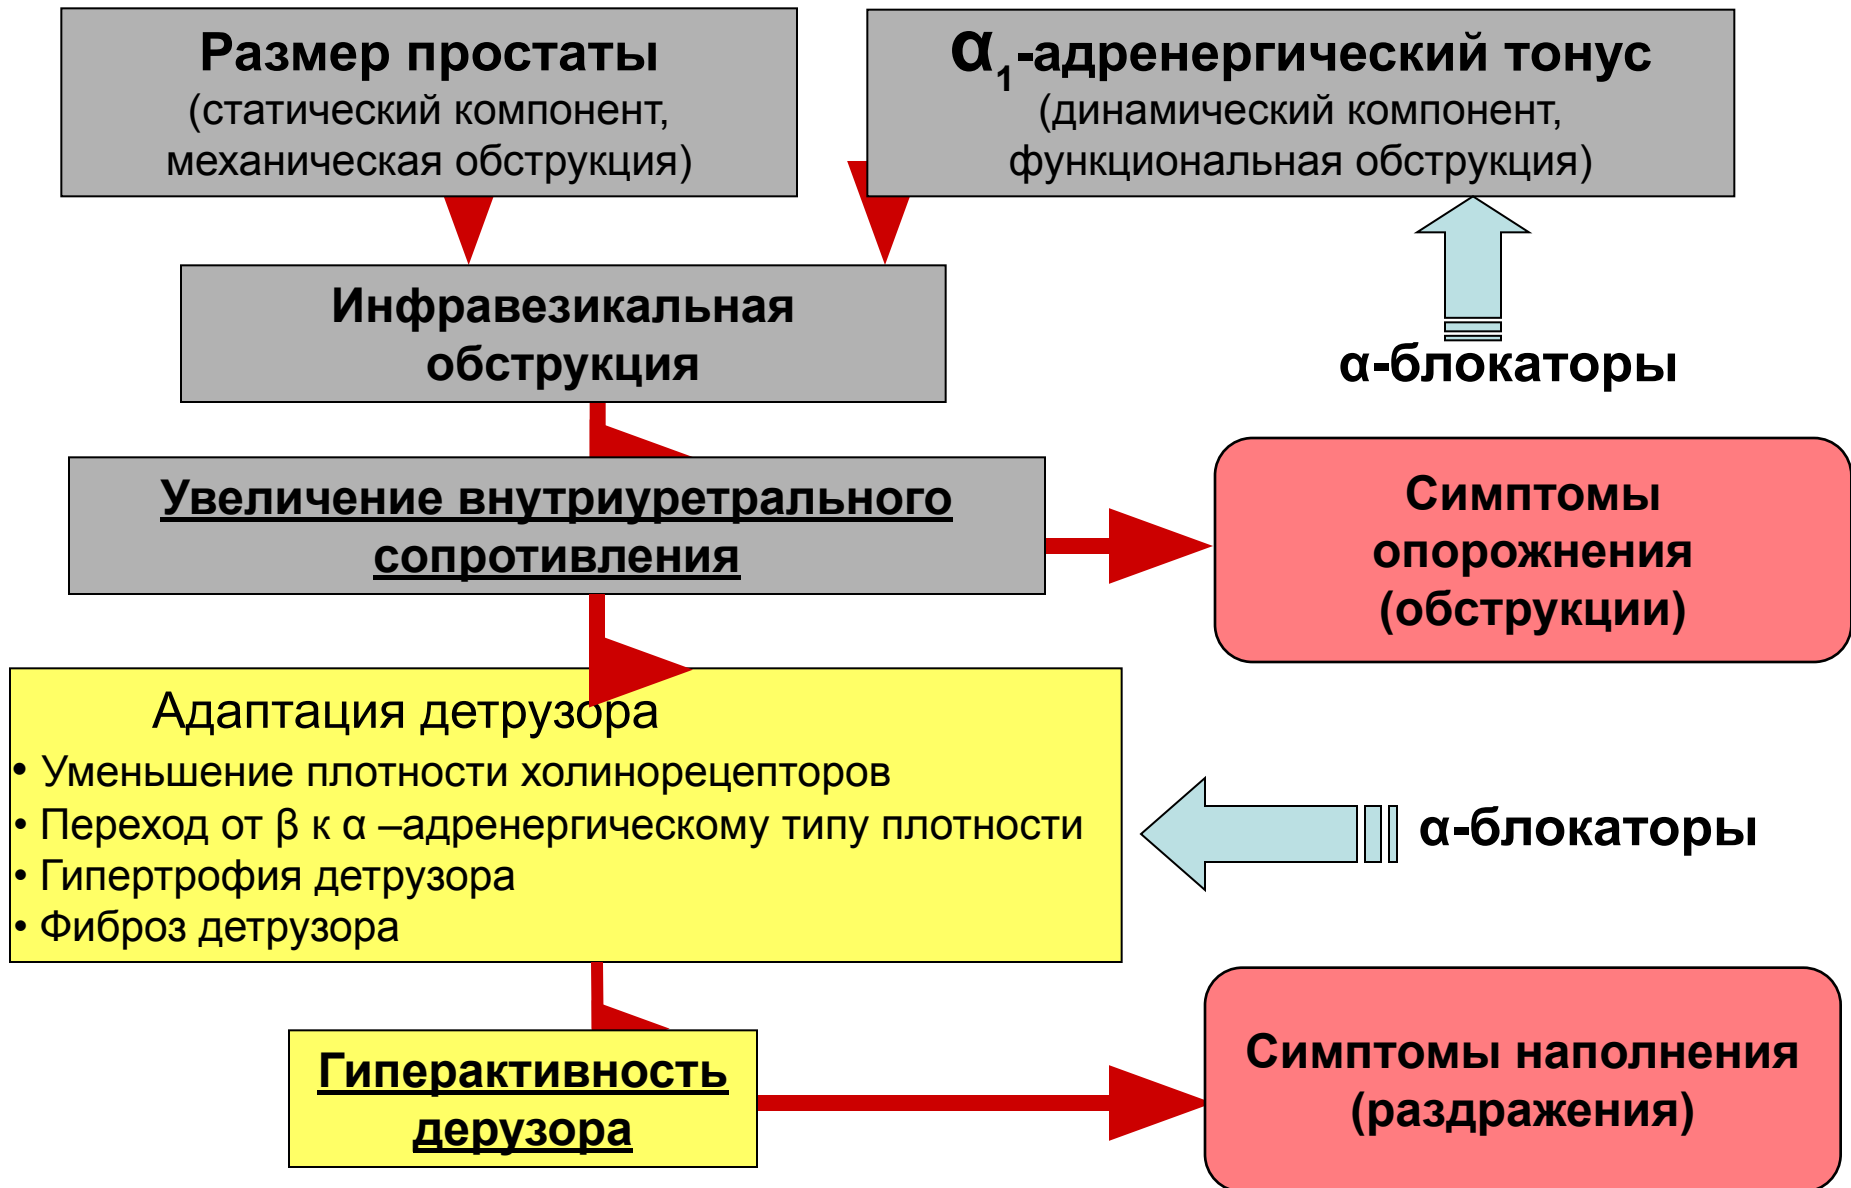 Размер простаты
(статический компонент,
механическая обструкция)
α1-адренергический тонус
(динамический компонент,
функциональная обструкция)
Инфравезикальная
обструкция
α-блокаторы
Увеличение внутриуретрального
сопротивления
Симптомы
опорожнения
(обструкции)
Адаптация детрузора
• Уменьшение плотности холинорецепторов
• Переход от β к α –адренергическому типу плотности
• Гипертрофия детрузора
• Фиброз детрузора
α-блокаторы
Гиперактивность
дерузора
Симптомы наполнения
(раздражения)